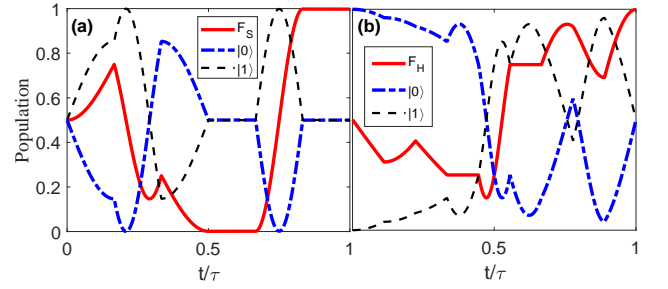 (a)
F_S
|0⟩
|1⟩
(b)
F_H
|0⟩
|1⟩
Population
1
0.8
0.6
0.4
0.2
0
0 0.5 1
0.5 1
t/τ
t/τ